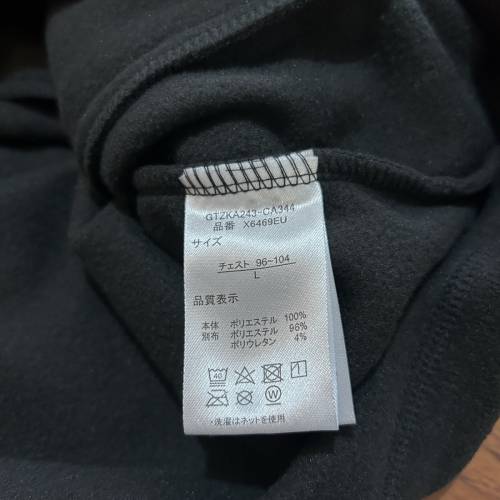 GTZKA243-CA344
品番 X6469EU
サイズ
チェスト 96~104
L
品質表示
本体 ポリエステル 100%
別布 ポリエステル 96%
ポリウレタン 4%
40
W
・洗濯はネットを使用